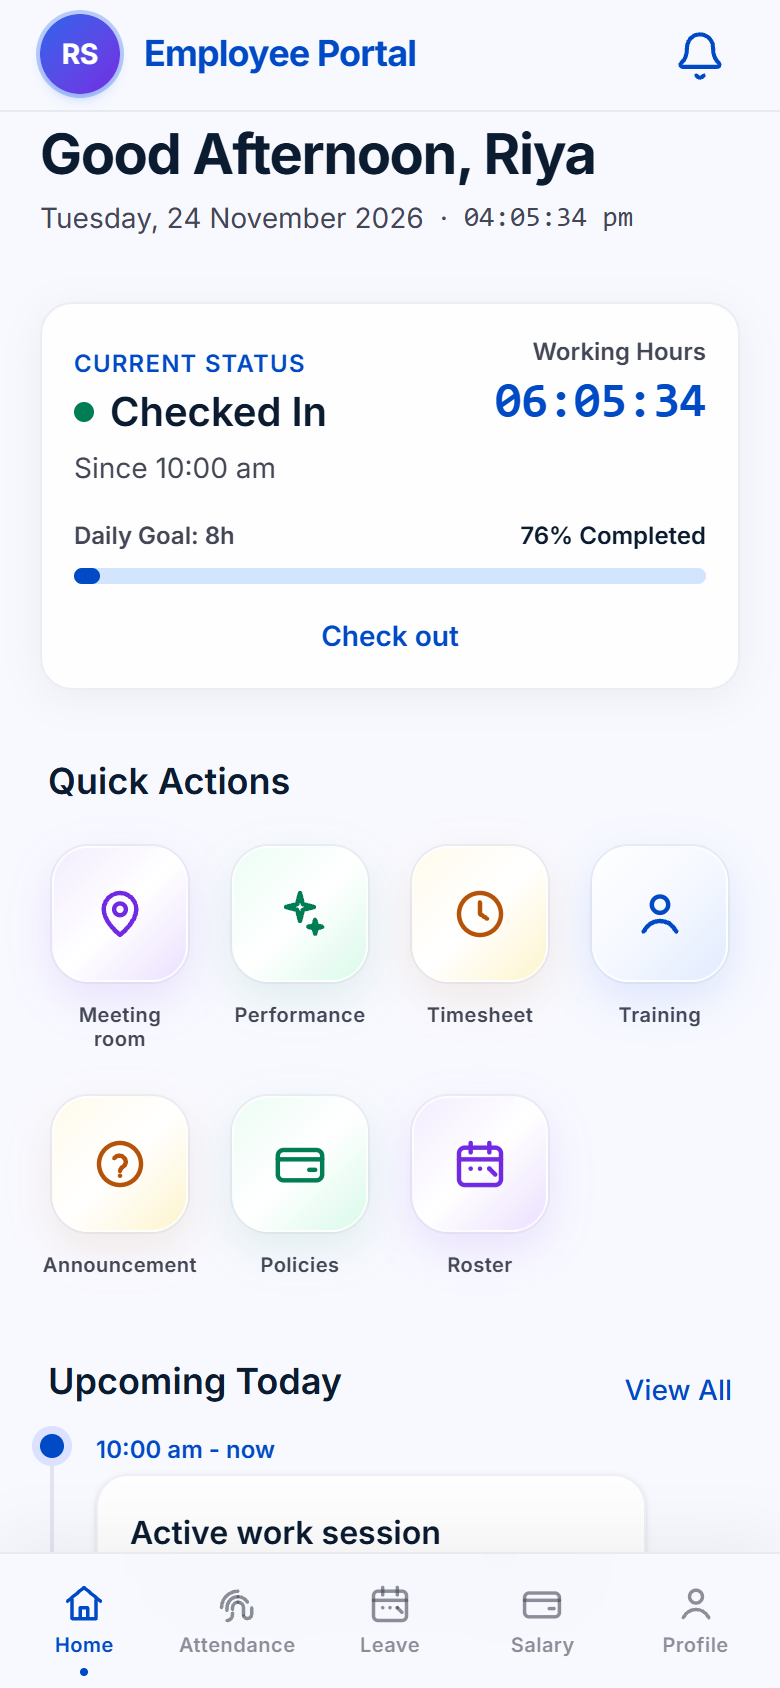 RS
Employee Portal
Good Afternoon, Riya
Tuesday, 24 November 2026 · 04:05:34 pm
CURRENT STATUS
Working Hours
Checked In
06:05:34
Since 10:00 am
Daily Goal: 8h
76% Completed
Check out
Quick Actions
Meeting
room
Performance
Timesheet
Training
Announcement
Policies
Roster
Upcoming Today
View All
10:00 am - now
Active work session
Home
Attendance
Leave
Salary
Profile